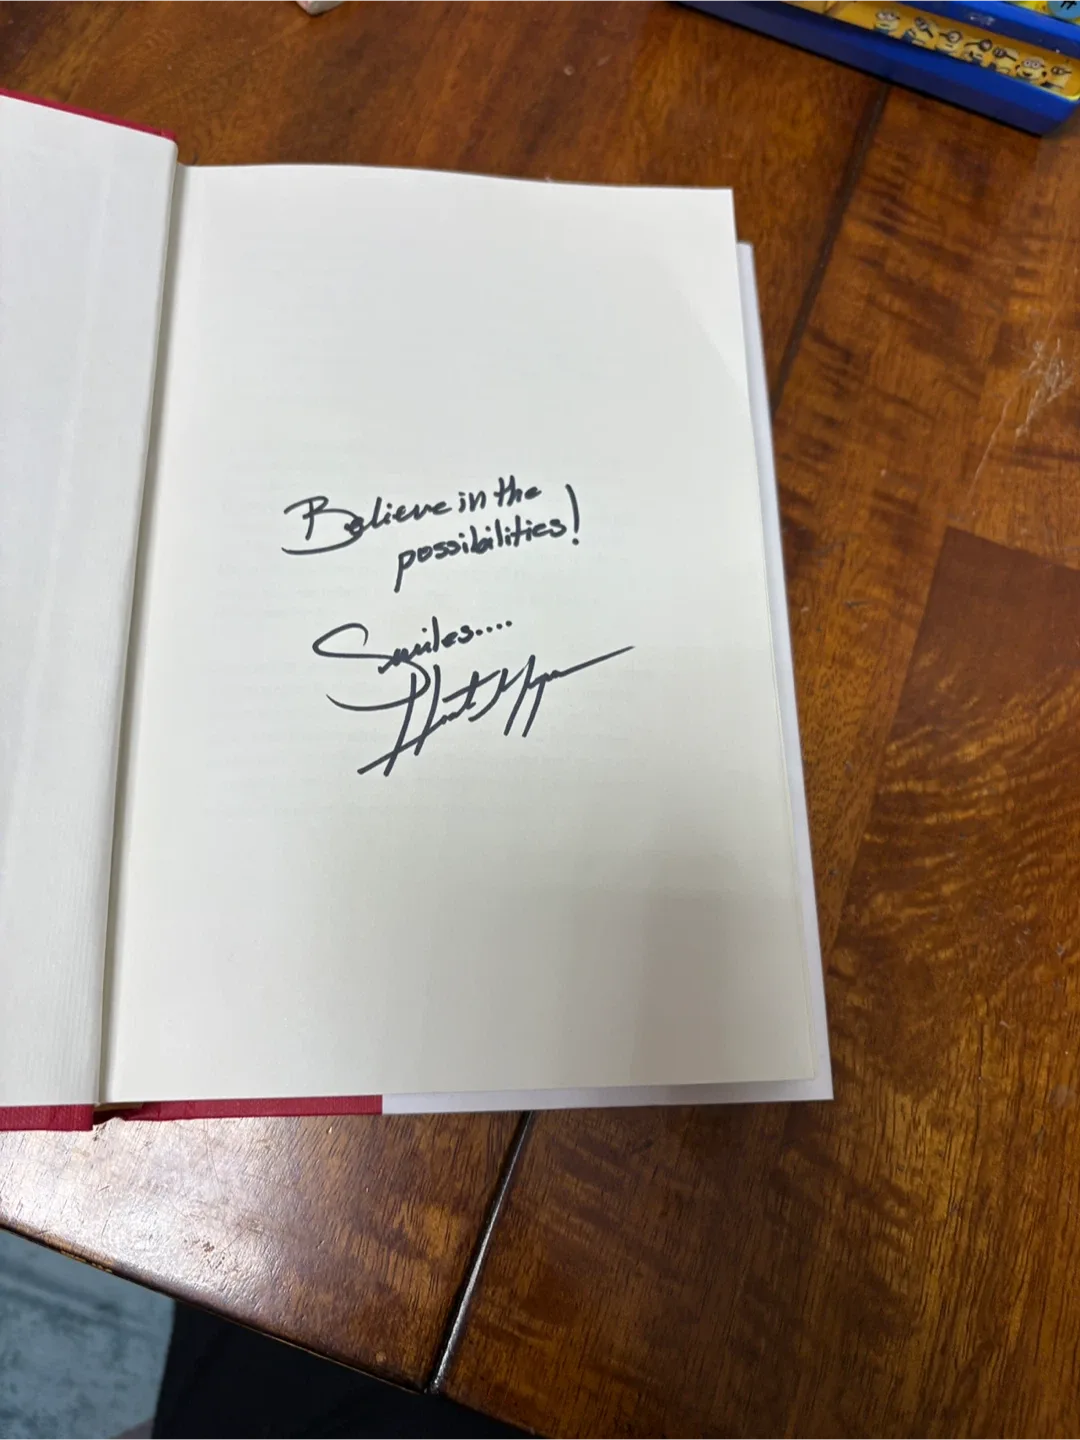 Believe in the
possibilities!
Smiles....